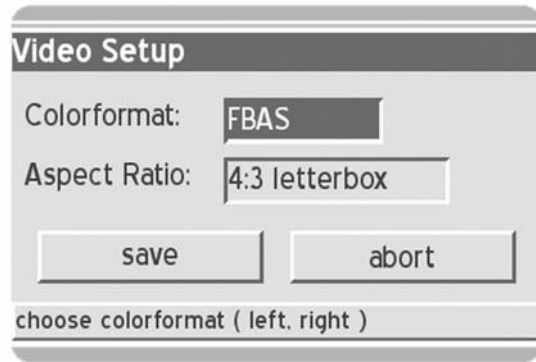 Video Setup
Colorformat: FBAS
Aspect Ratio: 4:3 letterbox
save abort
choose colorformat ( left, right )